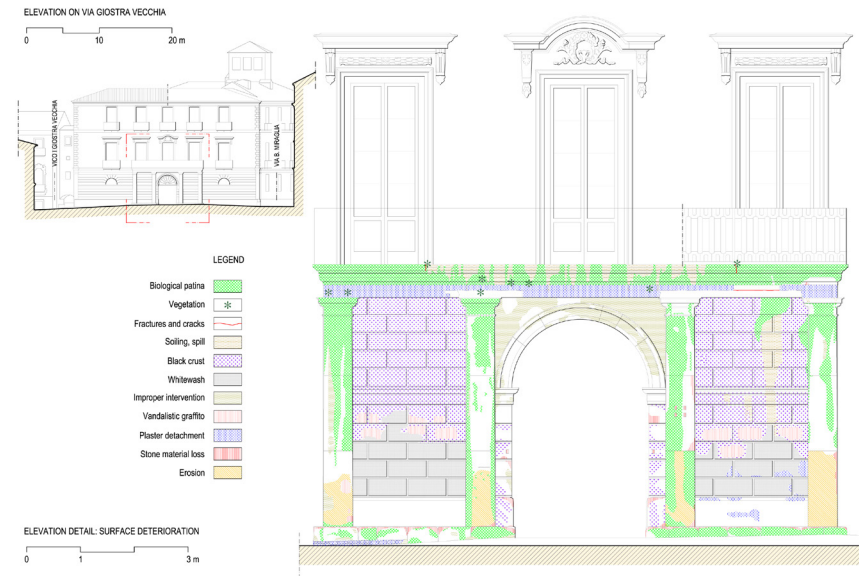 ELEVATION ON VIA GIOSTRA VECCHIA
0 10 20 m
VICO I GIOSTRA VECCHIA
VIA B. MIRAGLIA
LEGEND
Biological patina
Vegetation
Fractures and cracks
Soiling, spill
Black crust
Whitewash
Improper intervention
Vandalistic graffito
Plaster detachment
Stone material loss
Erosion
ELEVATION DETAIL: SURFACE DETERIORATION
0 1 3 m